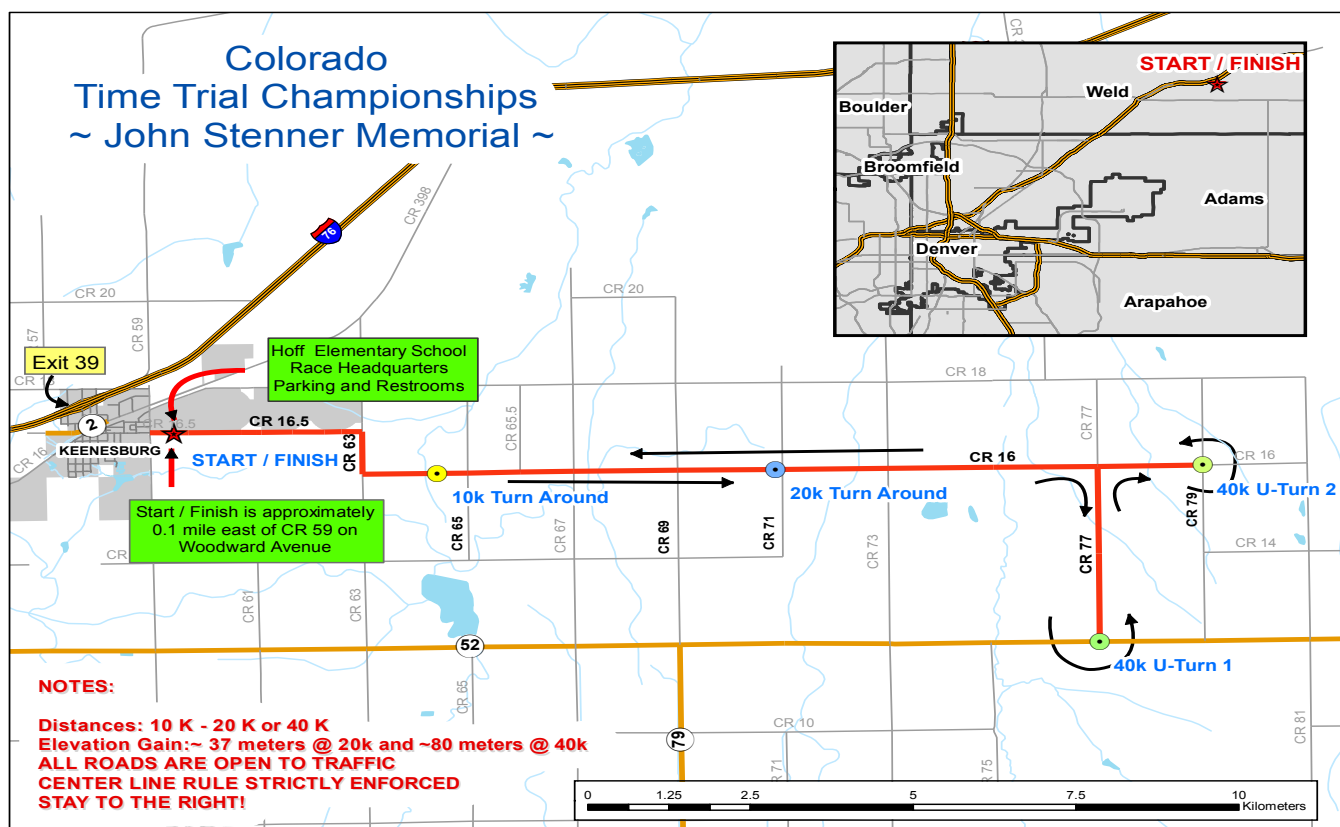 Colorado
Time Trial Championships
~ John Stenner Memorial ~
START / FINISH
Weld
Boulder
Broomfield
Adams
Denver
Arapahoe
76
CR 398
CR 20
CR 20
CR 59
Exit 39
Hoff Elementary School
Race Headquarters
Parking and Restrooms
CR 18
CR 16.5
CR 65.5
CR 77
2
KEENESBURG
CR 16
START / FINISH
CR 63
CR 16
CR 16
10k Turn Around
20k Turn Around
40k U-Turn 2
Start / Finish is approximately
0.1 mile east of CR 59 on
Woodward Avenue
CR 65
CR 67
CR 69
CR 71
CR 73
CR 77
CR 79
CR 14
CR 61
CR 63
52
40k U-Turn 1
CR 65
79
CR 10
CR 71
CR 75
CR 81
NOTES:
Distances: 10 K - 20 K or 40 K
Elevation Gain:~ 37 meters @ 20k and ~80 meters @ 40k
ALL ROADS ARE OPEN TO TRAFFIC
CENTER LINE RULE STRICTLY ENFORCED
STAY TO THE RIGHT!
0 1.25 2.5 5 7.5 10
Kilometers